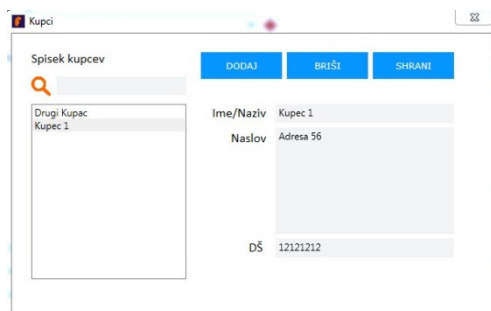 Kupci
Spisek kupcev
DODAJ
BRIŠI
SHRANI
Drugi Kupac
Kupec 1
Ime/Naziv
Kupec 1
Naslov
Adresa 56
DŠ
12121212